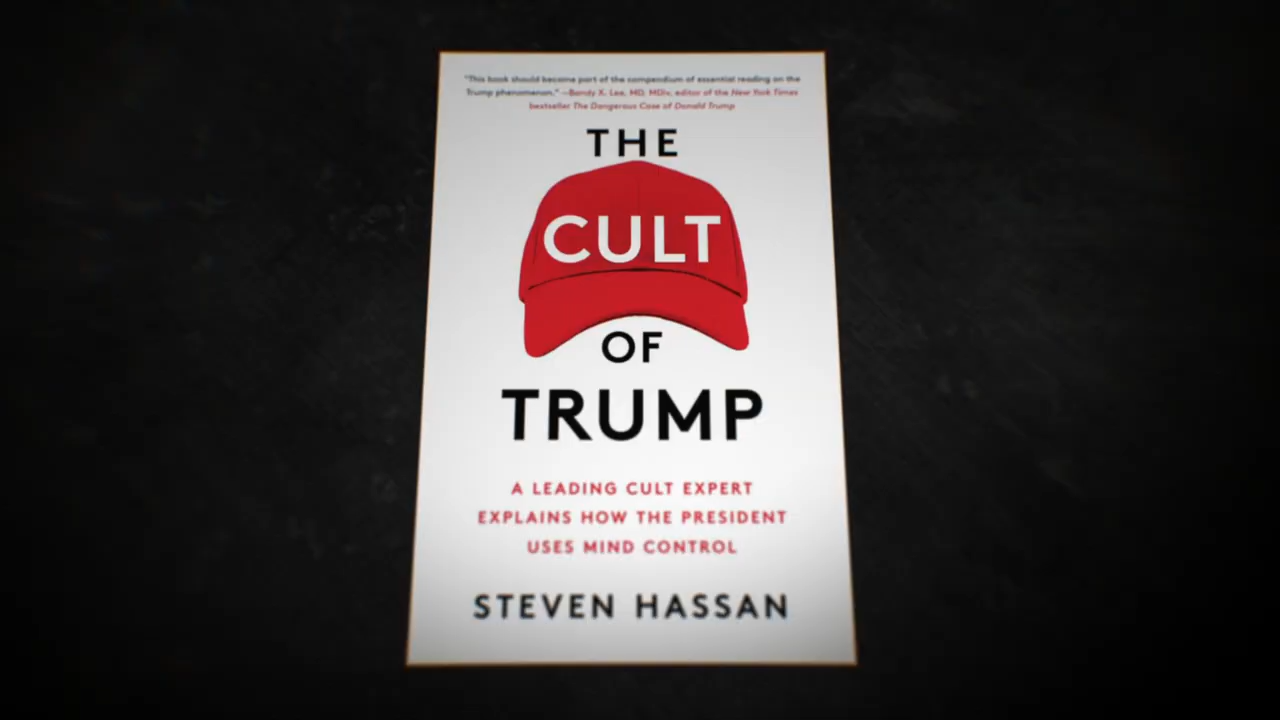 "This book should become part of the compendium of essential reading on the
Trump phenomenon." —Bandy X. Lee, MD, MDiv, editor of the New York Times
bestseller The Dangerous Case of Donald Trump
THE
CULT
OF
TRUMP
A LEADING CULT EXPERT
EXPLAINS HOW THE PRESIDENT
USES MIND CONTROL
STEVEN HASSAN